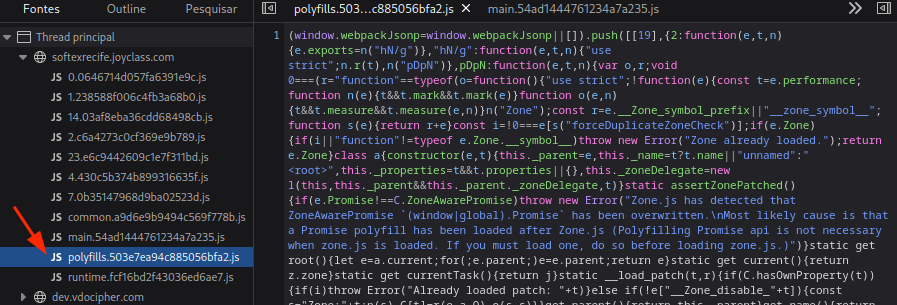 Fontes
Outline
Pesquisar
polyfills.503…c885056bfa2.js
main.54ad1444761234a7a235.js
Thread principal
softexrecife.joyclass.com
JS 0.0646714d057fa6391e9c.js
JS 1.238588f006c4fb3a68b0.js
JS 14.03af8eba36cdd68498cb.js
JS 2.c6a4273c0cf369e9b789.js
JS 23.e6c9442609c1e7f311bd.js
JS 4.430c5b374b899316635f.js
JS 7.0b35147968d9ba02523d.js
JS common.a9d6e9b9494c569f778b.js
JS main.54ad1444761234a7a235.js
JS polyfills.503e7ea94c885056bfa2.js
JS runtime.fcf16bd2f43036ed6ae7.js
dev.vdocipher.com
1 (window.webpackJsonp=window.webpackJsonp||[]).push([[19],{2:function(e,t,n)
{e.exports=n("hN/g")},"hN/g":function(e,t,n){"use
strict";n.r(t),n("pDpN")},pDpN:function(e,t,n){var o,r;void
0===(r="function"==typeof(o=function(){"use strict";!function(e){const t=e.performance;
function n(e){t&&t.mark&&t.mark(e)}function o(e,n)
{t&&t.measure&&t.measure(e,n)}n("Zone");const r=e.__Zone_symbol_prefix||"__zone_symbol__";
function s(e){return r+e}const i=!0===e[s("forceDuplicateZoneCheck")];if(e.Zone)
{if(i||"function"!=typeof e.Zone.__symbol__)throw new Error("Zone already loaded.");return
e.Zone}class a{constructor(e,t){this._parent=e,this._name=t?t.name||"unnamed":"
<root>",this._properties=t&&t.properties||{},this._zoneDelegate=new
l(this,this._parent&&this._parent._zoneDelegate,t)}static assertZonePatched()
{if(e.Promise!==C.ZoneAwarePromise)throw new Error("Zone.js has detected that
ZoneAwarePromise `(window|global).Promise` has been overwritten.\nMost likely cause is that
a Promise polyfill has been loaded after Zone.js (Polyfilling Promise api is not necessary
when zone.js is loaded. If you must load one, do so before loading zone.js.)")}static get
root(){let e=a.current;for(;e.parent;)e=e.parent;return e}static get current(){return
z.zone}static get currentTask(){return j}static __load_patch(t,r){if(C.hasOwnProperty(t))
{if(i)throw Error("Already loaded patch: "+t)}else if(!e["__Zone_disable_"+t]){const